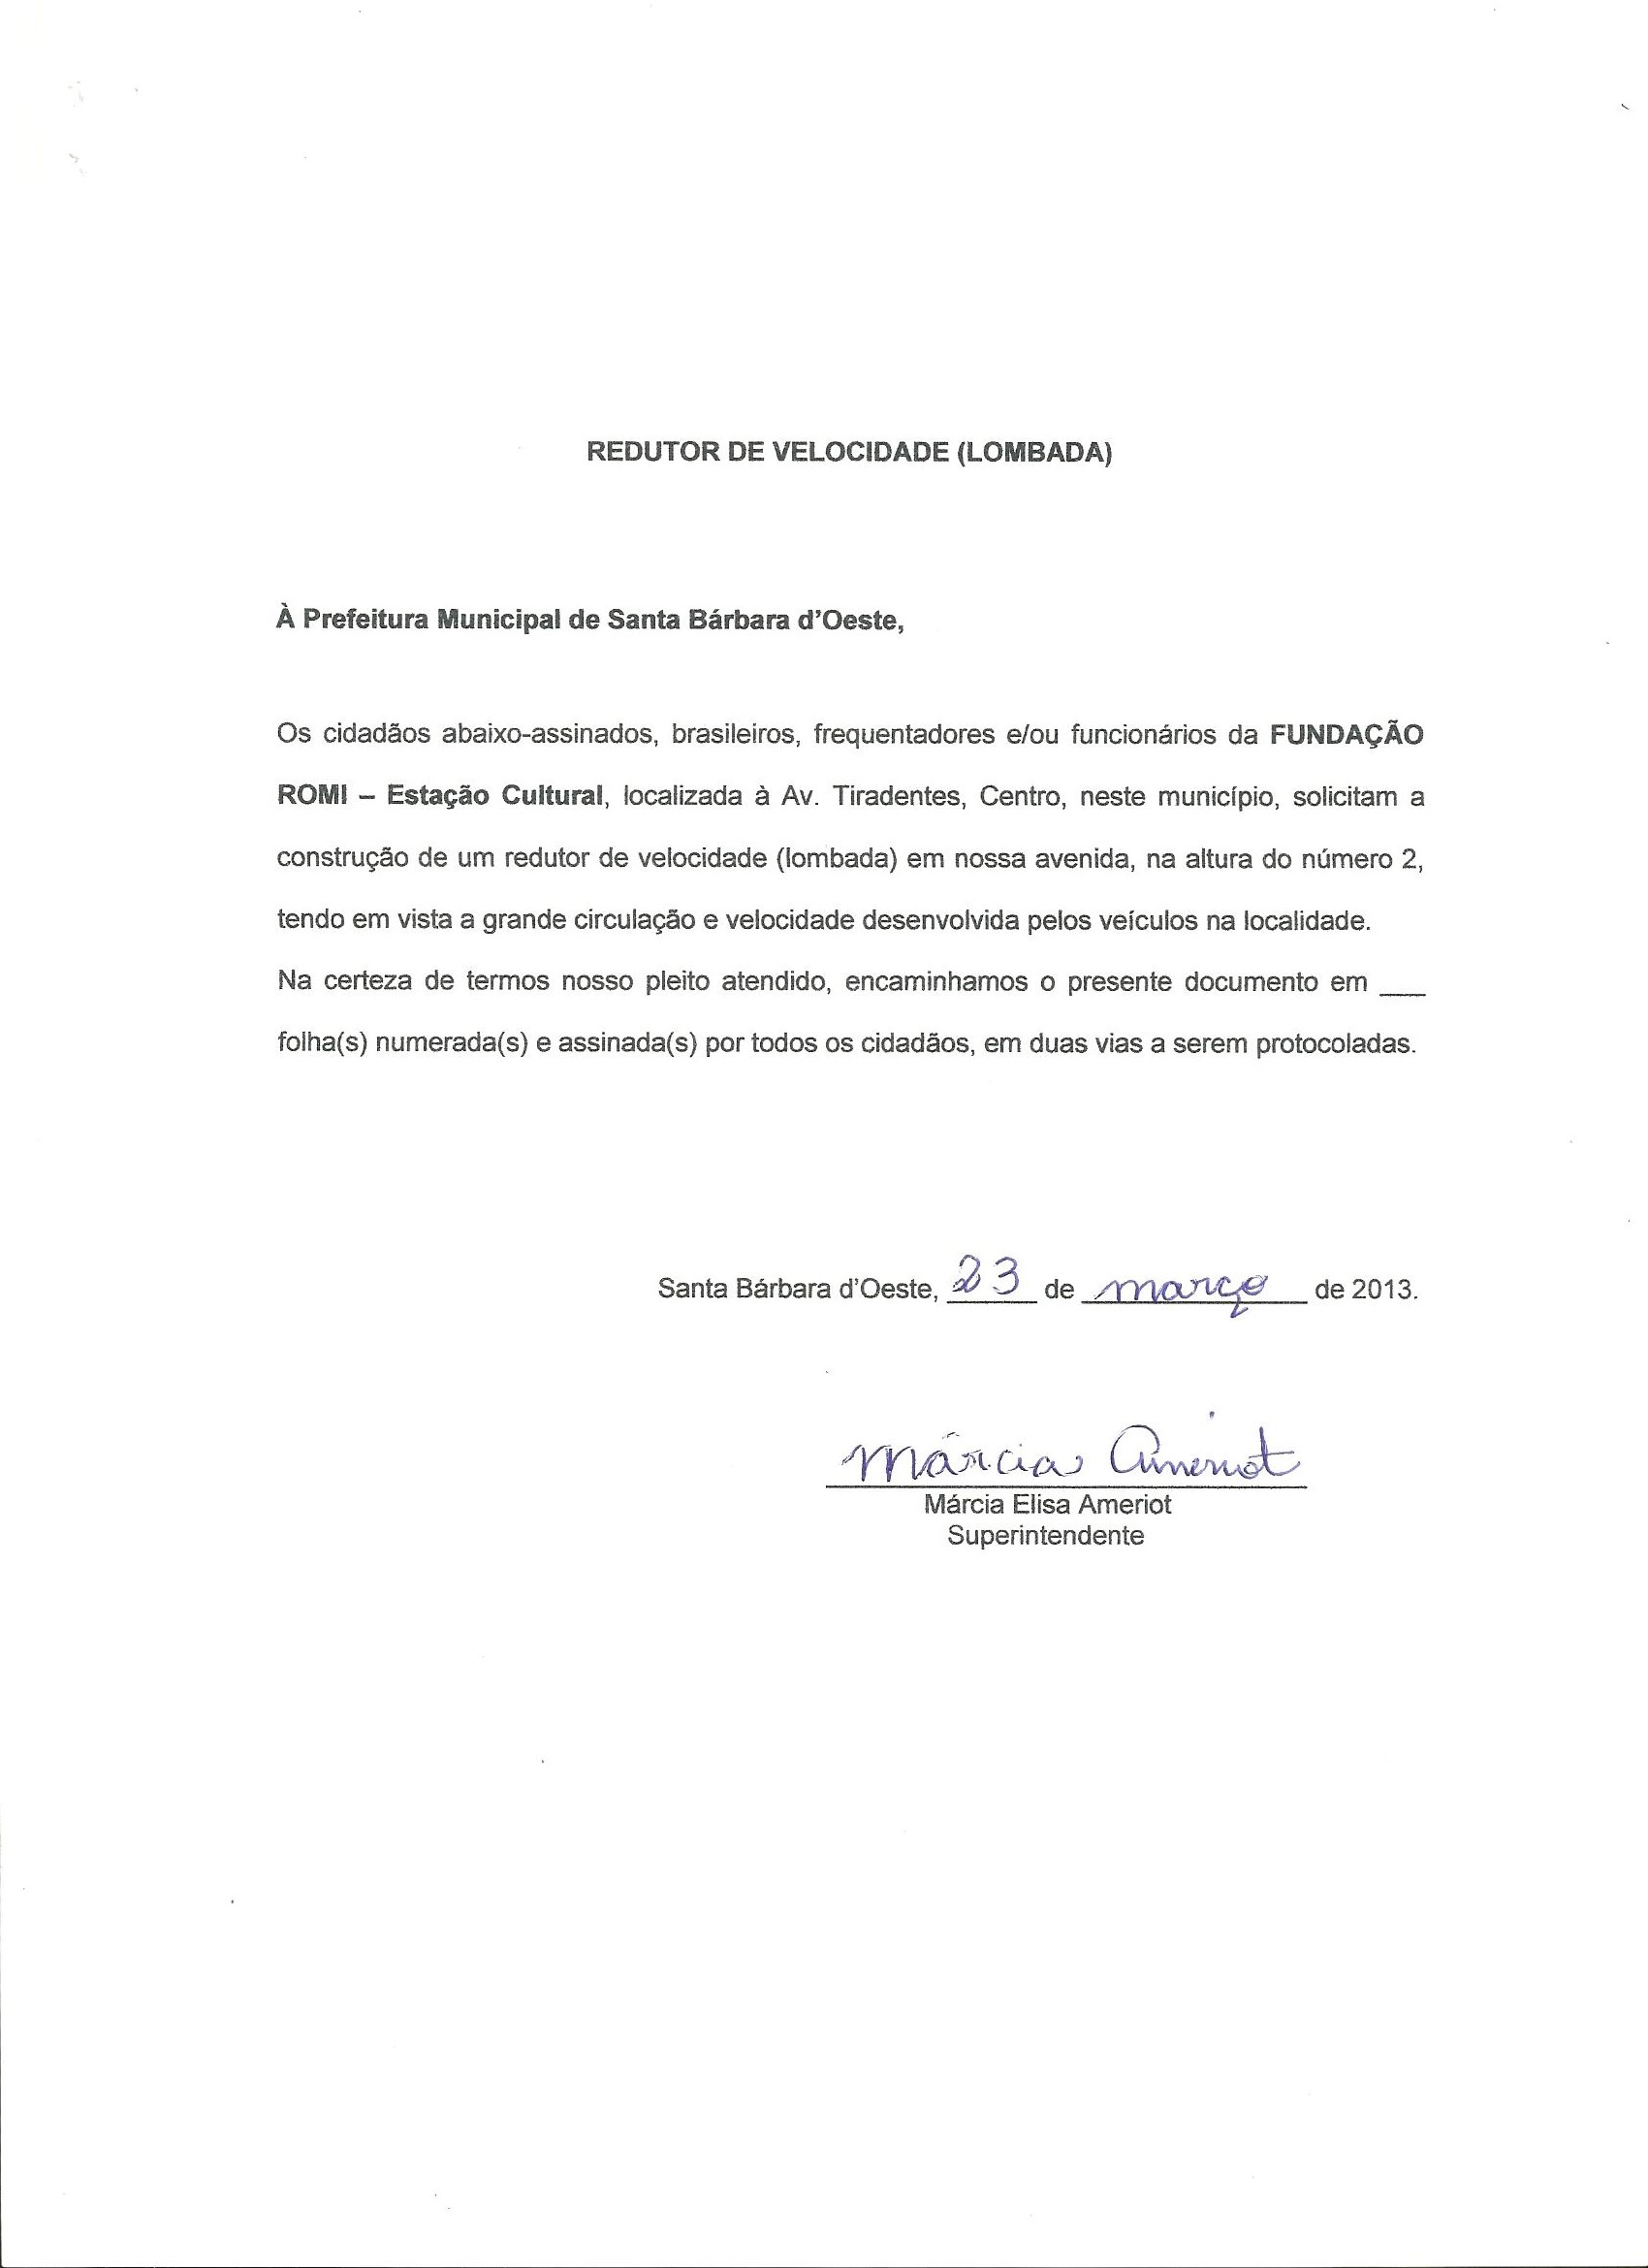 REDUTOR DE VELOCIDADE (LOMBADA)
À Prefeitura Municipal de Santa Bárbara d'Oeste,
Os cidadãos abaixo-assinados, brasileiros, frequentadores e/ou funcionários da FUNDAÇÃO
ROMI – Estação Cultural, localizada à Av. Tiradentes, Centro, neste município, solicitam a
construção de um redutor de velocidade (lombada) em nossa avenida, na altura do número 2,
tendo em vista a grande circulação e velocidade desenvolvida pelos veículos na localidade.
Na certeza de termos nosso pleito atendido, encaminhamos o presente documento em ___
folha(s) numerada(s) e assinada(s) por todos os cidadãos, em duas vias a serem protocoladas.
Santa Bárbara d'Oeste, 23 de março de 2013.
Márcia Ameriot
Márcia Elisa Ameriot
Superintendente